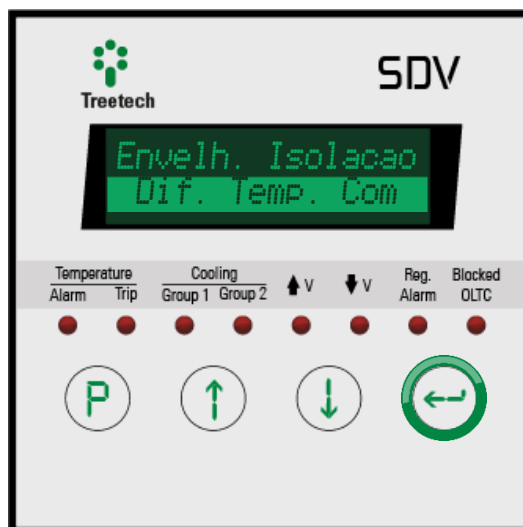 Treetech
SDV
Envelh. Isolacao
Dif. Temp. Com
Temperature
Alarm Trip
Cooling
Group 1 Group 2
V
V
Reg.
Alarm
Blocked
OLTC
P